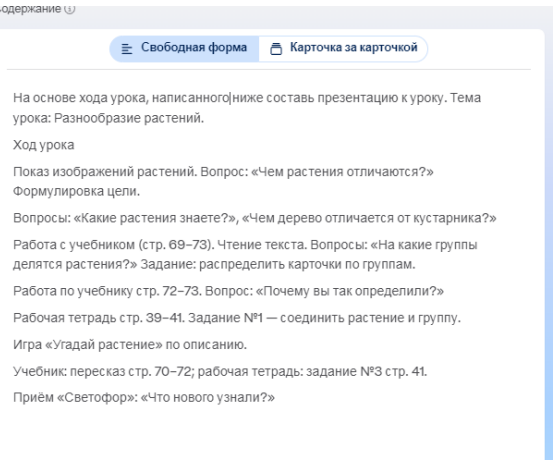 одержание
Свободная форма Карточка за карточкой
На основе хода урока, написанного ниже составь презентацию к уроку. Тема
урока: Разнообразие растений.
Ход урока
Показ изображений растений. Вопрос: «Чем растения отличаются?»
Формулировка цели.
Вопросы: «Какие растения знаете?», «Чем дерево отличается от кустарника?»
Работа с учебником (стр. 69–73). Чтение текста. Вопросы: «На какие группы
делятся растения?» Задание: распределить карточки по группам.
Работа по учебнику стр. 72–73. Вопрос: «Почему вы так определили?»
Рабочая тетрадь стр. 39–41. Задание №1 — соединить растение и группу.
Игра «Угадай растение» по описанию.
Учебник: пересказ стр. 70–72; рабочая тетрадь: задание №3 стр. 41.
Приём «Светофор»: «Что нового узнали?»